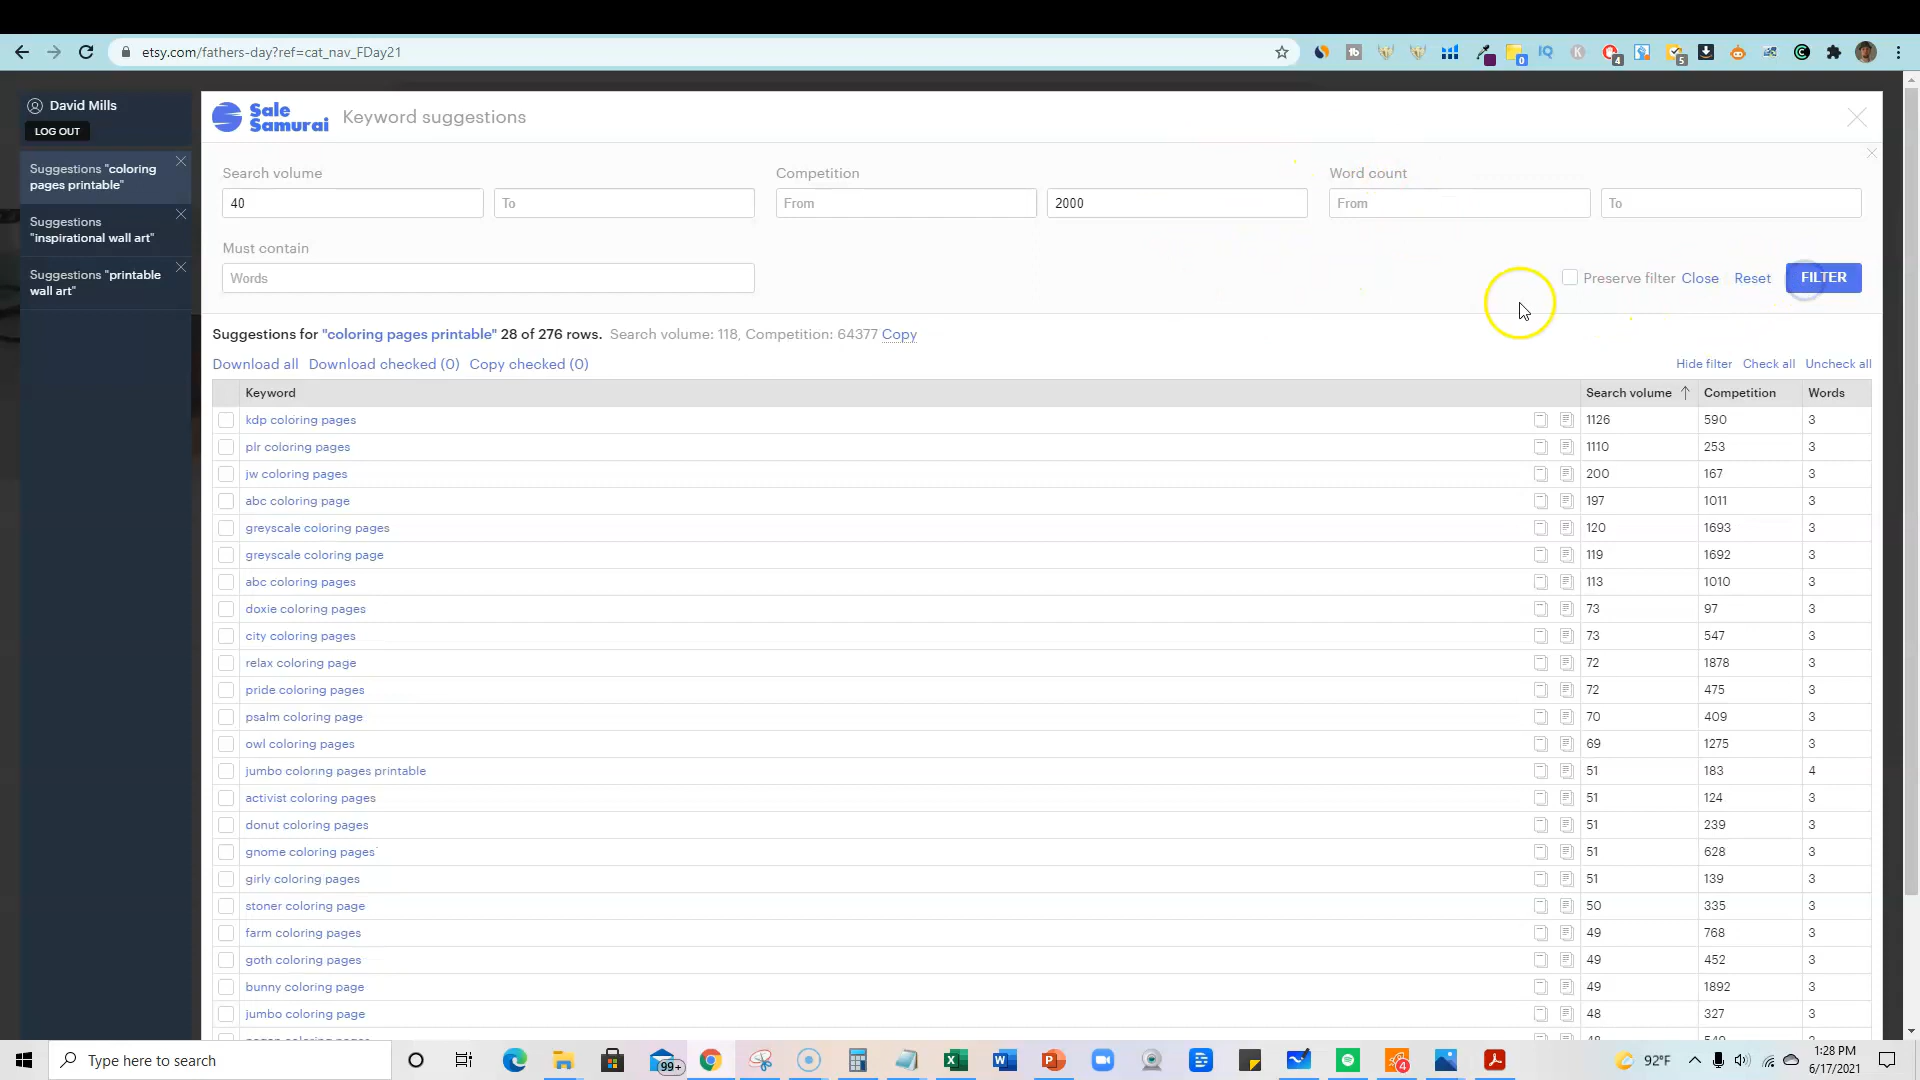 etsy.com/fathers-day?ref=cat_nav_FDay21
0
4
5
David Mills
LOG OUT
Suggestions "coloring
pages printable"
Suggestions
"inspirational wall art"
Suggestions "printable
wall art"
Sale
Samurai
Keyword suggestions
Search volume Competition Word count
40 To From 2000 From To
Must contain
Words
Preserve filter Close Reset FILTER
Suggestions for "coloring pages printable" 28 of 276 rows. Search volume: 118, Competition: 64377 Copy
Download all Download checked (0) Copy checked (0) Hide filter Check all Uncheck all
Keyword Search volume Competition Words
kdp coloring pages 1126 590 3
plr coloring pages 1110 253 3
jw coloring pages 200 167 3
abc coloring page 197 1011 3
greyscale coloring pages 120 1693 3
greyscale coloring page 119 1692 3
abc coloring pages 113 1010 3
doxie coloring pages 73 97 3
city coloring pages 73 547 3
relax coloring page 72 1878 3
pride coloring pages 72 475 3
psalm coloring page 70 409 3
owl coloring pages 69 1275 3
jumbo coloring pages printable 51 183 4
activist coloring pages 51 124 3
donut coloring pages 51 239 3
gnome coloring pages 51 628 3
girly coloring pages 51 139 3
stoner coloring page 50 335 3
farm coloring pages 49 768 3
goth coloring pages 49 452 3
bunny coloring page 49 1892 3
jumbo coloring page 48 327 3
Type here to search
99+
4
92°F
1:28 PM
6/17/2021